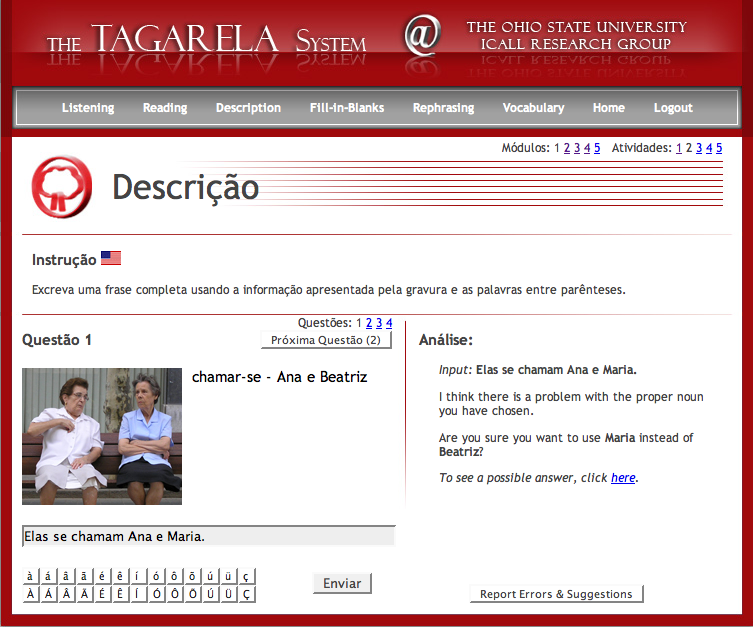 THE TAGARELA SYSTEM @ THE OHIO STATE UNIVERSITY
ICALL RESEARCH GROUP
Listening Reading Description Fill-in-Blanks Rephrasing Vocabulary Home Logout
Módulos: 1 2 3 4 5 Atividades: 1 2 3 4 5
Descrição
Instrução
Excreva uma frase completa usando a informação apresentada pela gravura e as palavras entre parênteses.
Questões: 1 2 3 4
Questão 1
Próxima Questão (2)
chamar-se - Ana e Beatriz
Elas se chamam Ana e Maria.
à á â ã é ê í ó ô õ ú ü ç
À Á Â Ã É Ê Í Ó Ô Õ Ú Ü Ç
Enviar
Análise:
Input: Elas se chamam Ana e Maria.
I think there is a problem with the proper noun
you have chosen.
Are you sure you want to use Maria instead of
Beatriz?
To see a possible answer, click here.
Report Errors & Suggestions